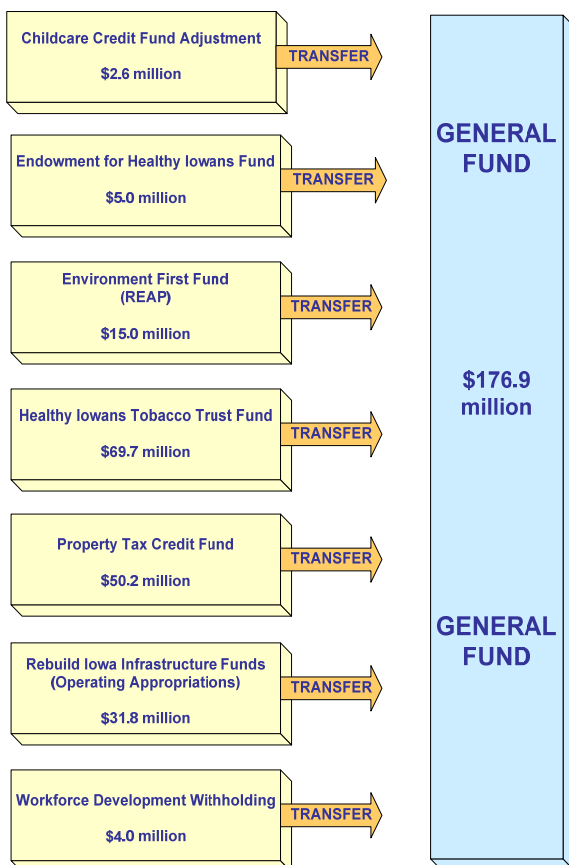 Childcare Credit Fund Adjustment
$2.6 million
TRANSFER
Endowment for Healthy Iowans Fund
$5.0 million
TRANSFER
Environment First Fund
(REAP)
$15.0 million
TRANSFER
Healthy Iowans Tobacco Trust Fund
$69.7 million
TRANSFER
Property Tax Credit Fund
$50.2 million
TRANSFER
Rebuild Iowa Infrastructure Funds
(Operating Appropriations)
$31.8 million
TRANSFER
Workforce Development Withholding
$4.0 million
TRANSFER
GENERAL
FUND
$176.9
million
GENERAL
FUND